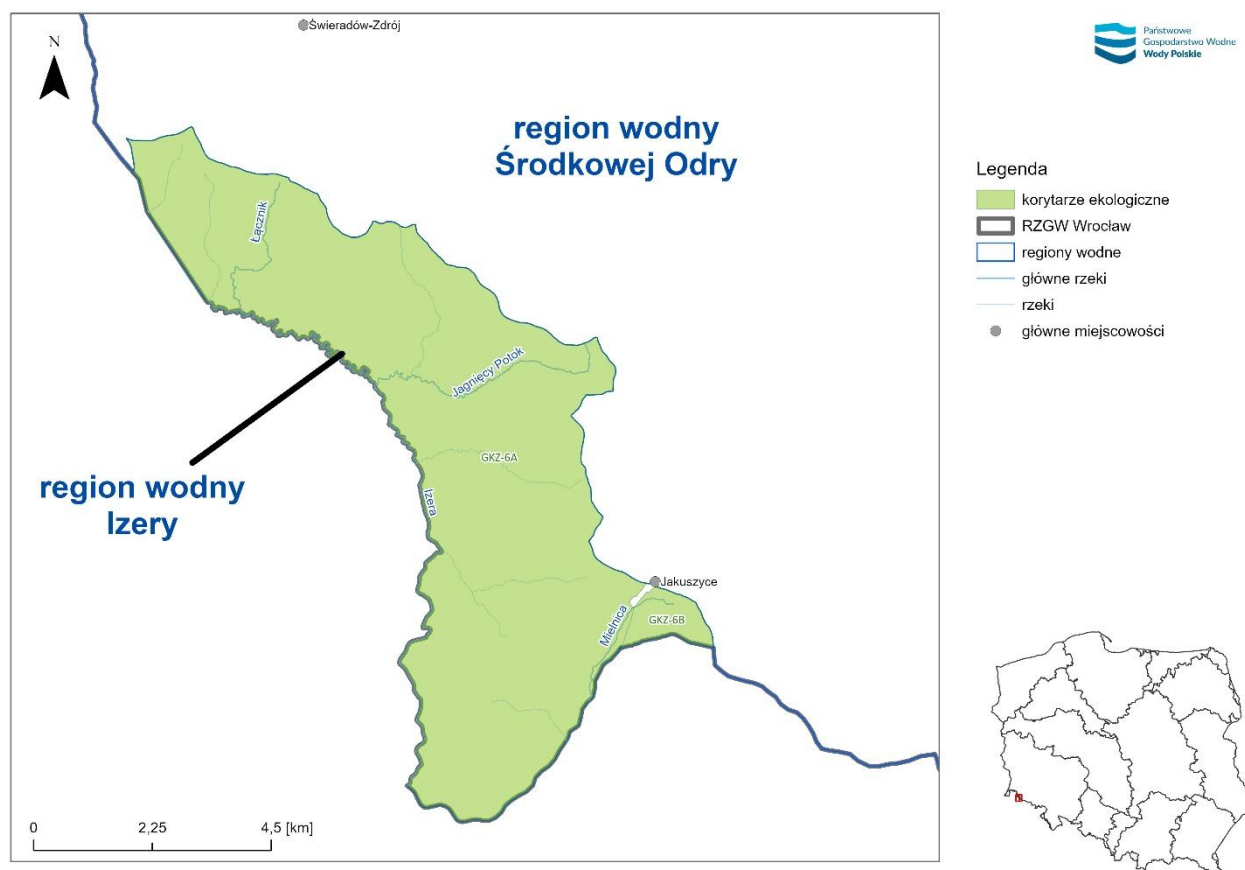 Świeradów-Zdrój
N
region wodny
Środkowej Odry
Łącznik
Jagnięcy Potok
GKZ-6A
region wodny
Izery
Izera
Jakuszyce
Mielnica
GKZ-6B
0
2,25
4,5 [km]
Państwowe
Gospodarstwo Wodne
Wody Polskie
Legenda
korytarze ekologiczne
RZGW Wrocław
regiony wodne
główne rzeki
rzeki
główne miejscowości